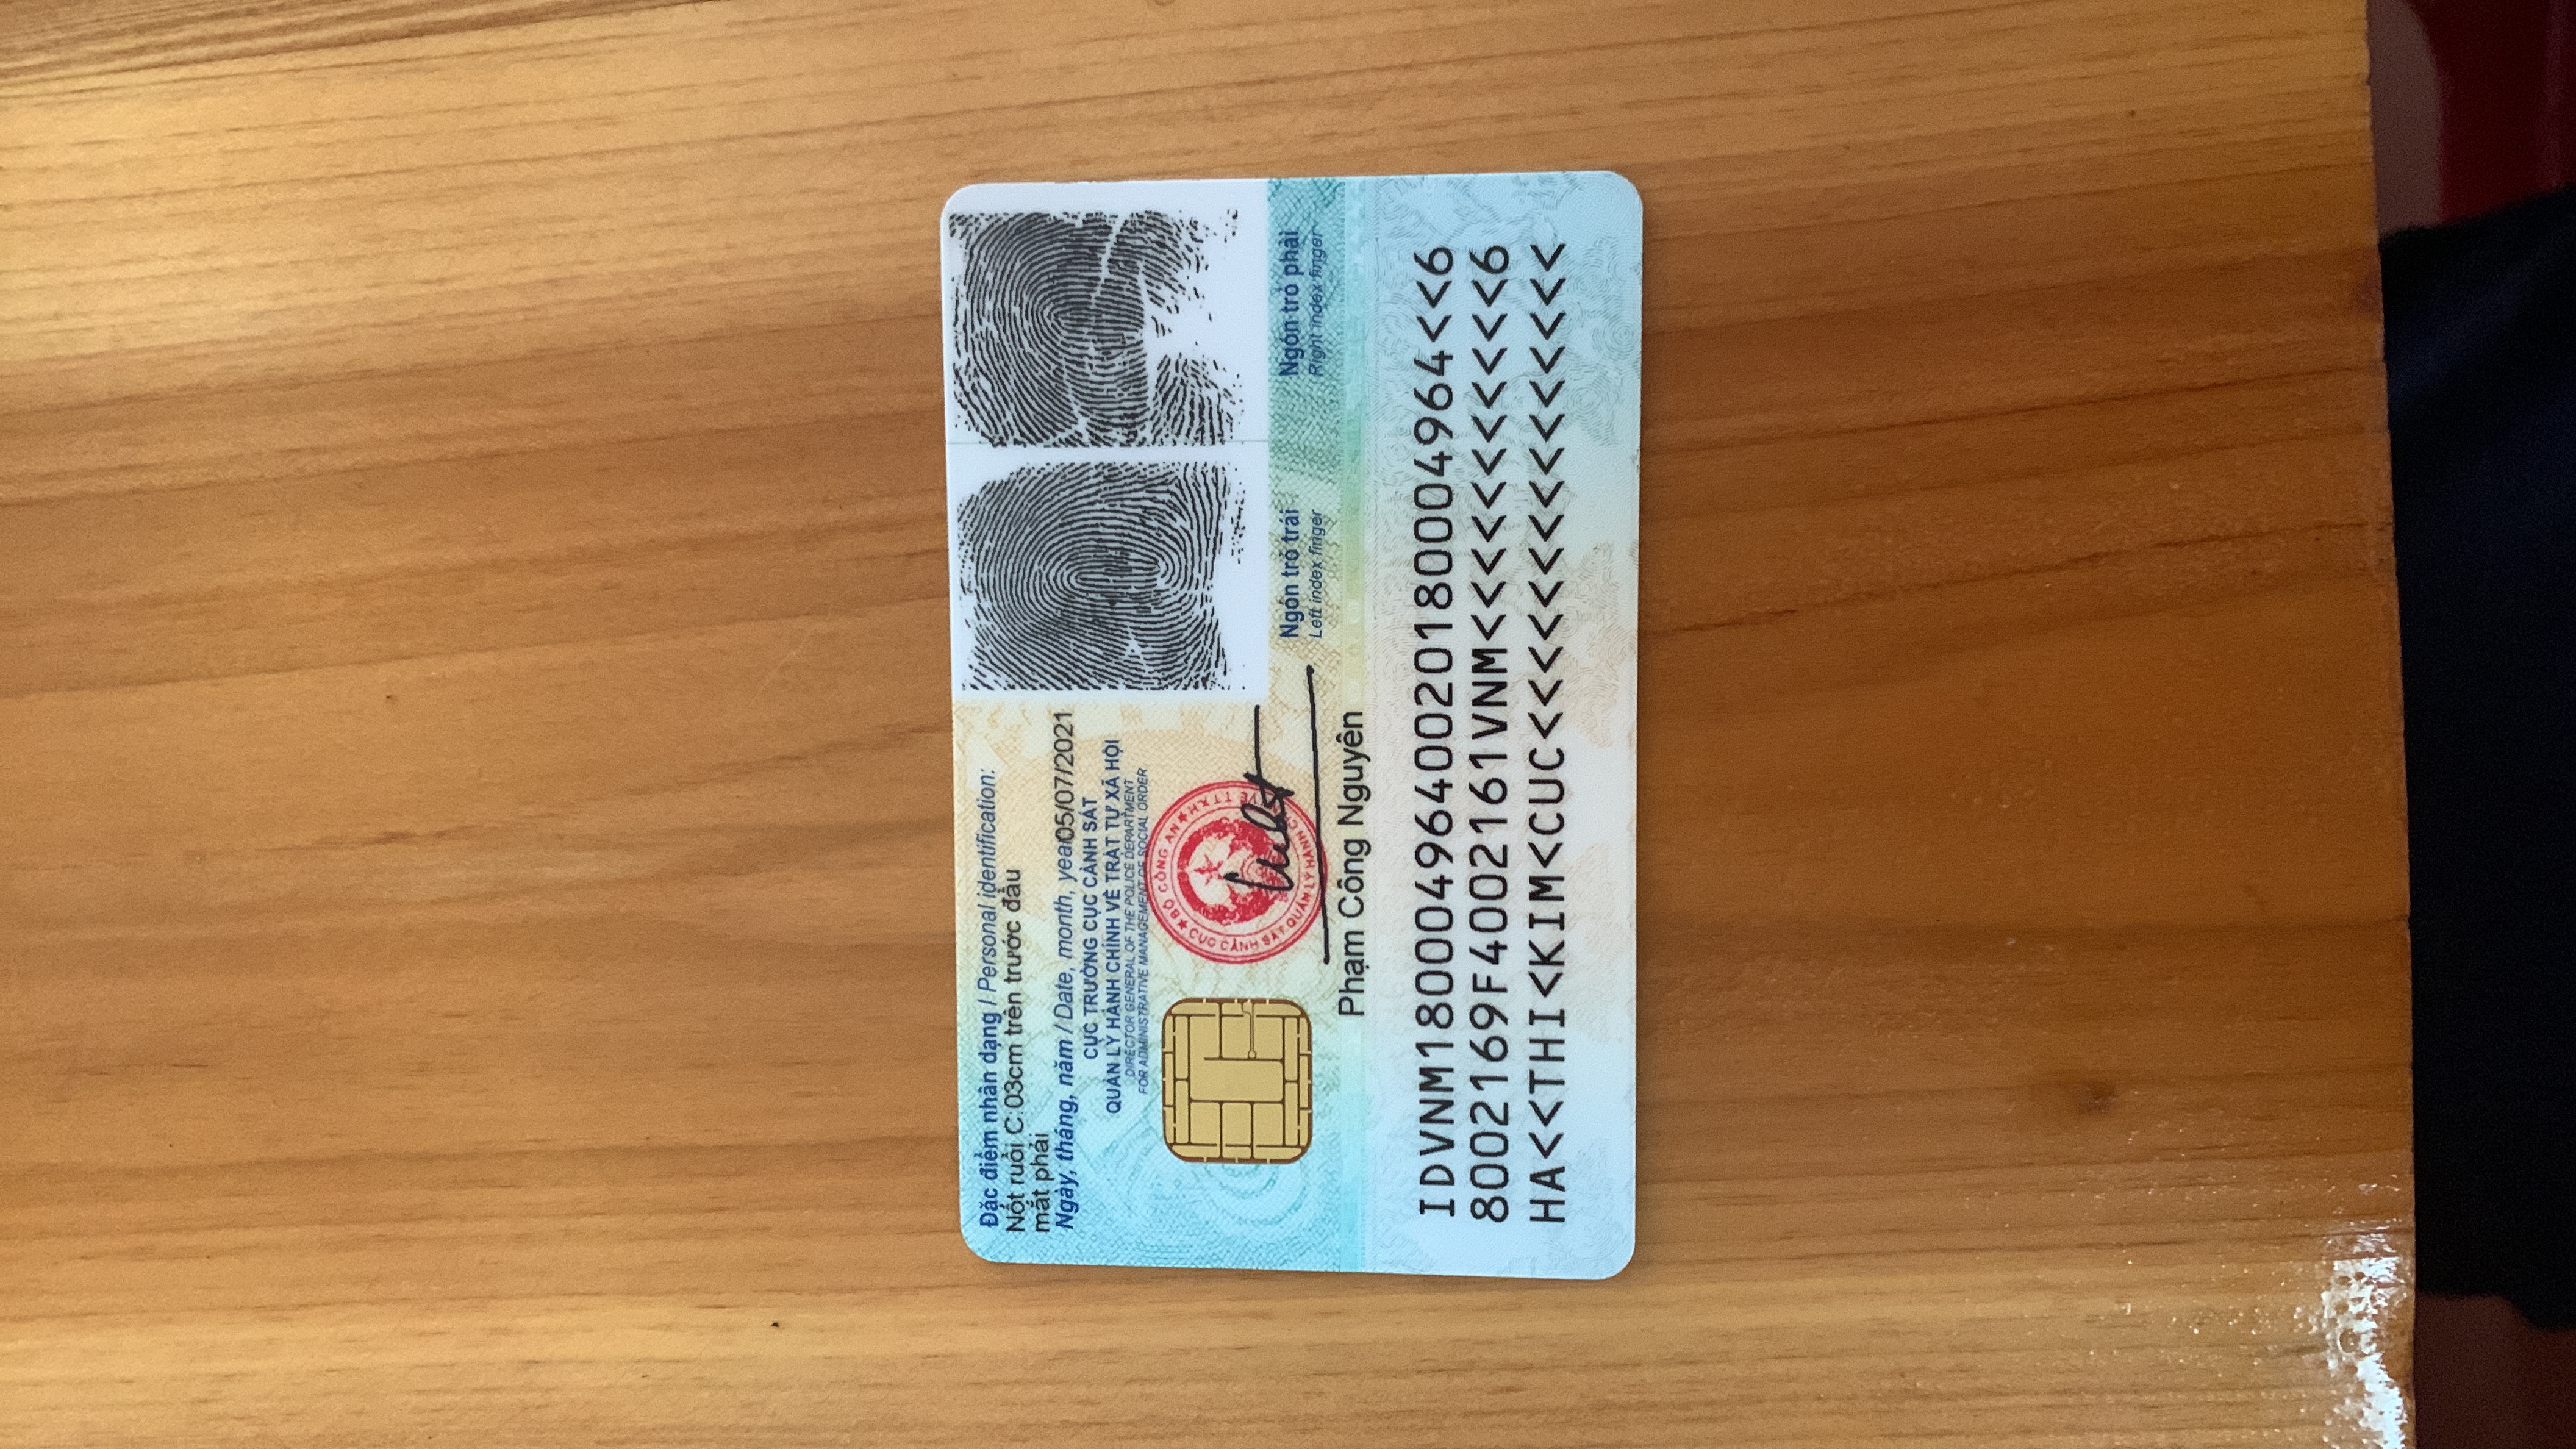 Đặc điểm nhân dạng / Personal identification:
Nốt ruồi C:03cm trên trước đầu
mắt phải
Ngày, tháng, năm / Date, month, year 05/07/2021
CỤC TRƯỞNG CỤC CẢNH SÁT
QUẢN LÝ HÀNH CHÍNH VỀ TRẬT TỰ XÃ HỘI
DIRECTOR GENERAL OF THE POLICE DEPARTMENT
FOR ADMINISTRATIVE MANAGEMENT OF SOCIAL ORDER
BỘ CÔNG AN
CỤC CẢNH SÁT QUẢN LÝ HÀNH
Phạm Công Nguyên
Ngón trỏ trái
Left index finger
Ngón trỏ phải
Right index finger
IDVNM1800049640020180004964<<6
8002169F4002161VNM<<<<<<<<<<<6
HA<<THI<KIM<CUC<<<<<<<<<<<<<<<